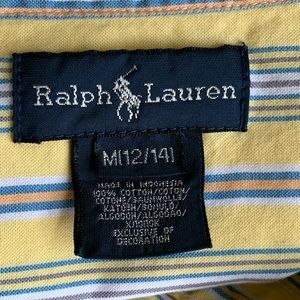 Ralph Lauren
M(12/14)
MADE IN INDONESIA
100% COTTON/COTON/
COTONE/BAUMWOLLE/
KATOEN/BOMULD/
ALGODON/ALGODAO/
ХЛОПОК
EXCLUSIVE OF
DECORATION